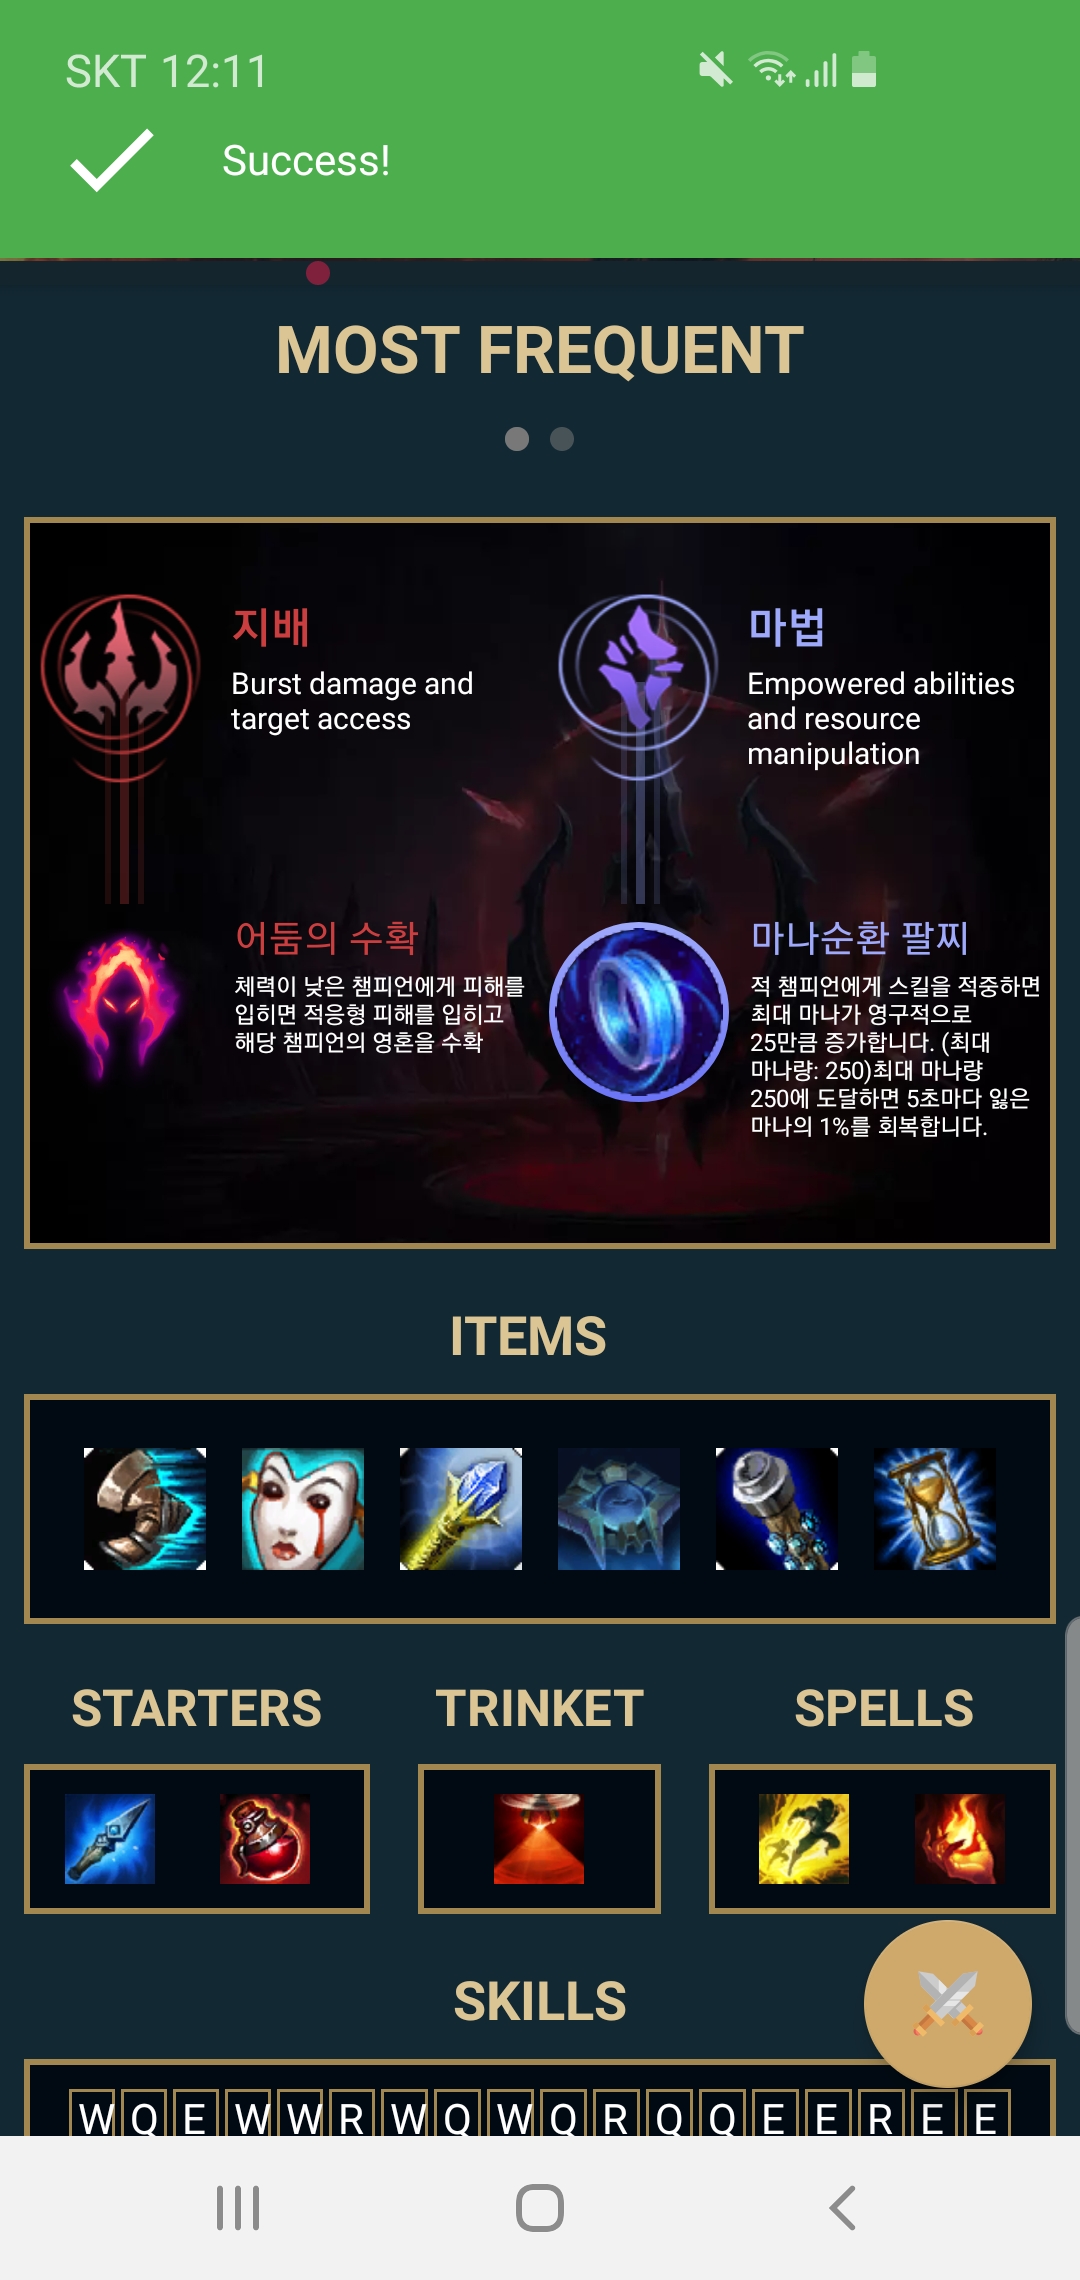 SKT 12:11
Success!
MOST FREQUENT
지배
Burst damage and
target access
마법
Empowered abilities
and resource
manipulation
어둠의 수확
체력이 낮은 챔피언에게 피해를
입히면 적응형 피해를 입히고
해당 챔피언의 영혼을 수확
마나순환 팔찌
적 챔피언에게 스킬을 적중하면
최대 마나가 영구적으로
25만큼 증가합니다. (최대
마나량: 250)최대 마나량
250에 도달하면 5초마다 잃은
마나의 1%를 회복합니다.
ITEMS
STARTERS
TRINKET
SPELLS
SKILLS
W Q E W W R W Q W Q R Q Q E E R E E